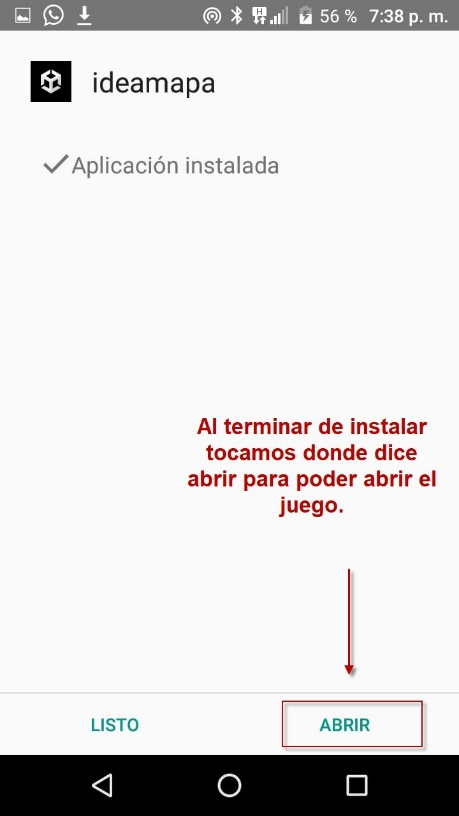 56 % 7:38 p. m.
ideamapa
Aplicación instalada
Al terminar de instalar
tocamos donde dice
abrir para poder abrir el
juego.
LISTO ABRIR